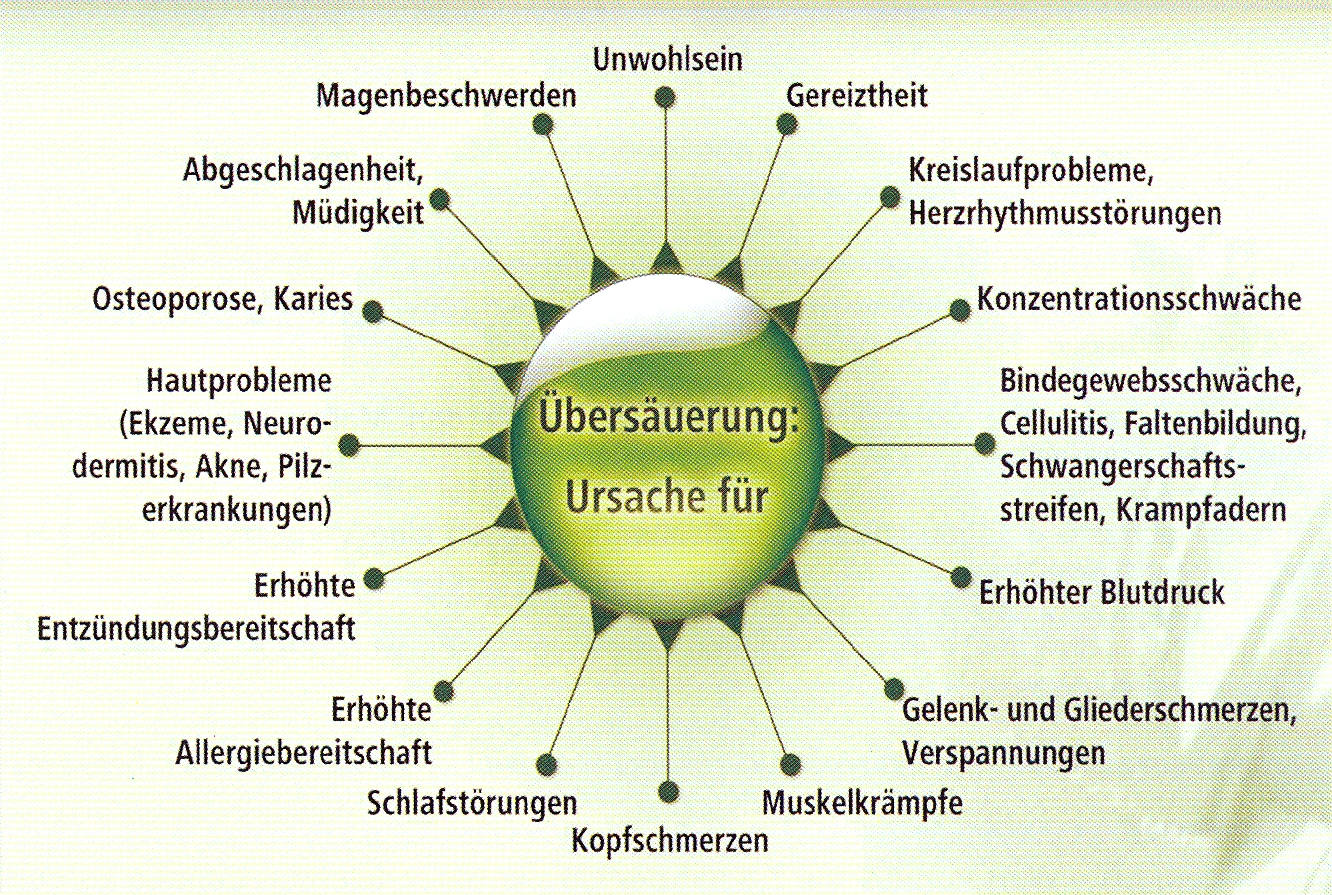 Unwohlsein
Magenbeschwerden
Gereiztheit
Abgeschlagenheit,
Müdigkeit
Kreislaufprobleme,
Herzrhythmusstörungen
Osteoporose, Karies
Konzentrationsschwäche
Hautprobleme
(Ekzeme, Neuro-
dermitis, Akne, Pilz-
erkrankungen)
Bindegewebsschwäche,
Cellulitis, Faltenbildung,
Schwangerschafts-
streifen, Krampfadern
Übersäuerung:
Ursache für
Erhöhte
Entzündungsbereitschaft
Erhöhter Blutdruck
Erhöhte
Allergiebereitschaft
Gelenk- und Gliederschmerzen,
Verspannungen
Schlafstörungen
Muskelkrämpfe
Kopfschmerzen